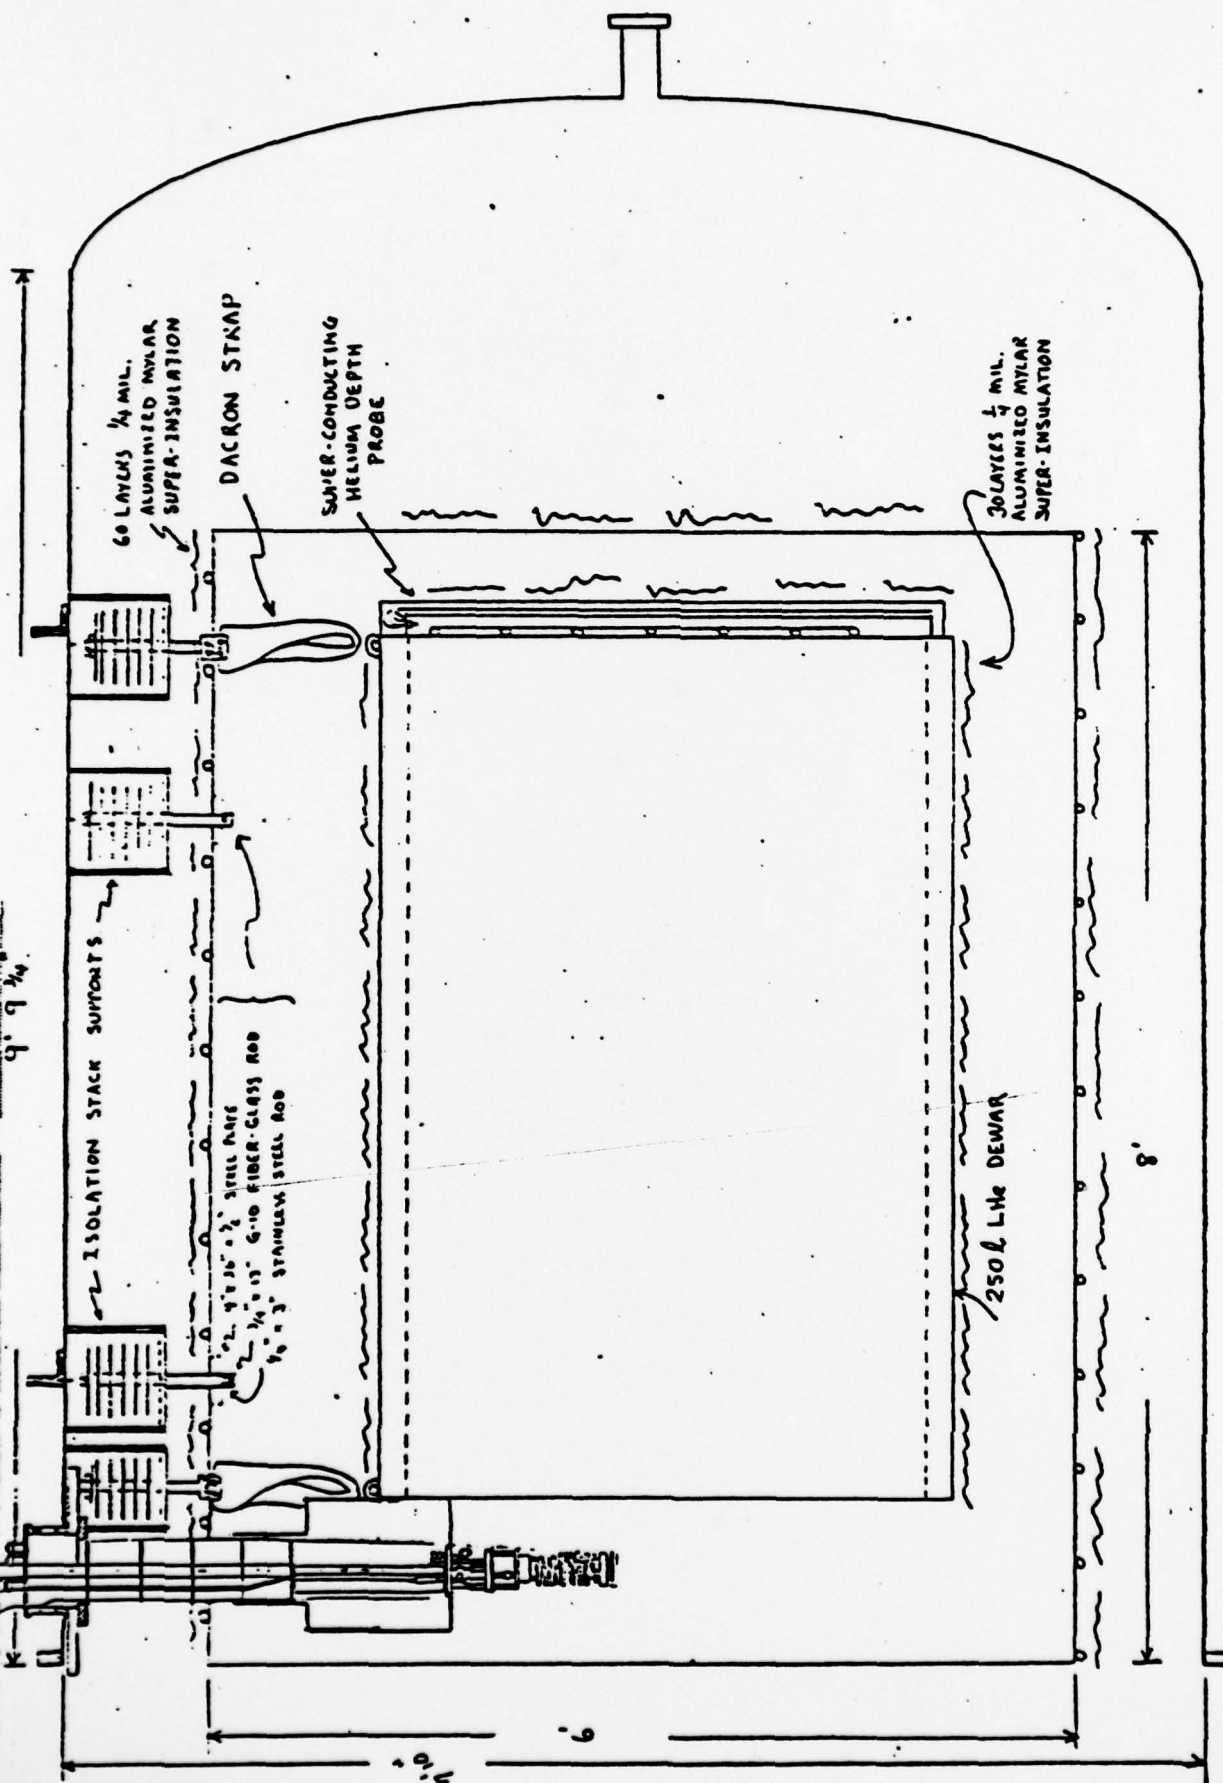 9' 9 3/4
ISOLATION STACK SUPPORTS
60 LAYERS 1/4 MIL.
ALUMINIZED MYLAR
SUPER-INSULATION
DACRON STRAP
SUPER-CONDUCTING
HELIUM DEPTH
PROBE
STEEL PLATE
G-10 FIBER-GLASS ROD
STAINLESS STEEL ROD
30 LAYERS 1/4 MIL.
ALUMINIZED MYLAR
SUPER-INSULATION
250 l LHe DEWAR
8'
6'